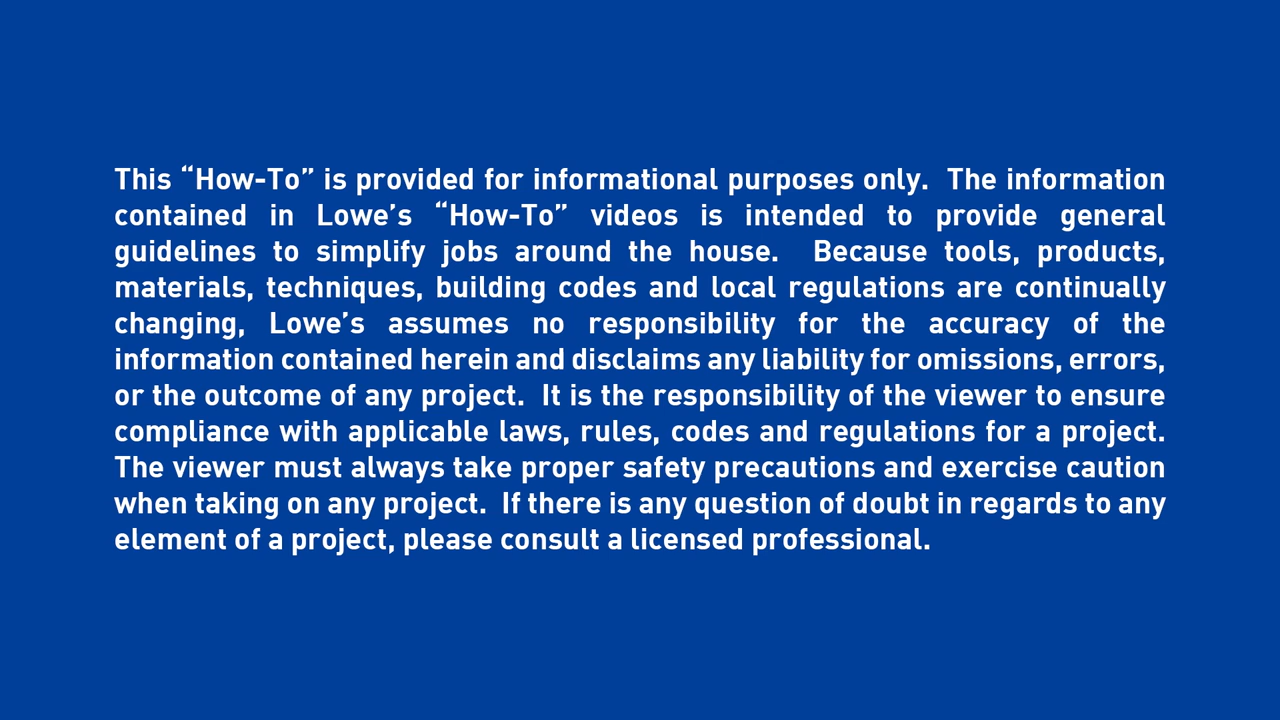 This “How-To” is provided for informational purposes only.  The information
contained in Lowe’s “How-To” videos is intended to provide general
guidelines to simplify jobs around the house.  Because tools, products,
materials, techniques, building codes and local regulations are continually
changing, Lowe’s assumes no responsibility for the accuracy of the
information contained herein and disclaims any liability for omissions, errors,
or the outcome of any project.  It is the responsibility of the viewer to ensure
compliance with applicable laws, rules, codes and regulations for a project.
The viewer must always take proper safety precautions and exercise caution
when taking on any project.  If there is any question of doubt in regards to any
element of a project, please consult a licensed professional.